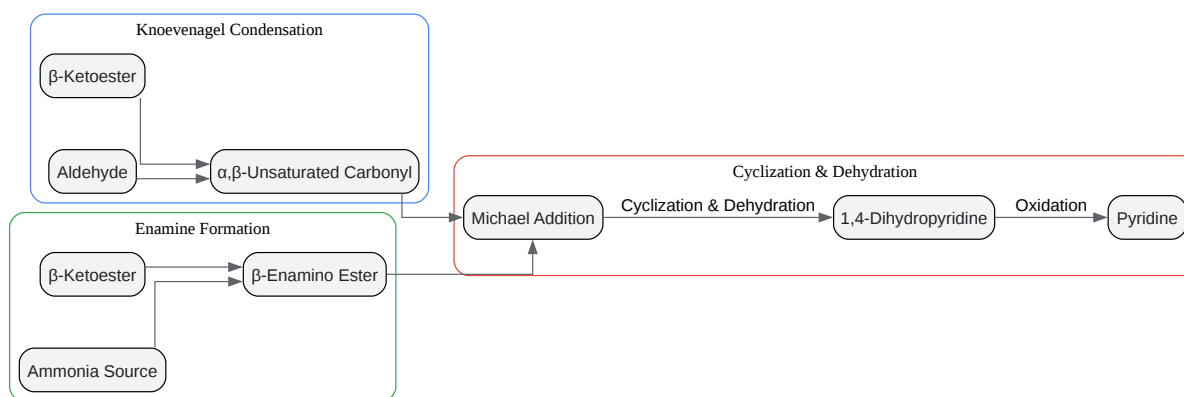 Knoevenagel Condensation
β-Ketoester
Aldehyde
α,β-Unsaturated Carbonyl
Enamine Formation
β-Ketoester
β-Enamino Ester
Ammonia Source
Cyclization & Dehydration
Michael Addition
Cyclization & Dehydration
1,4-Dihydropyridine
Oxidation
Pyridine